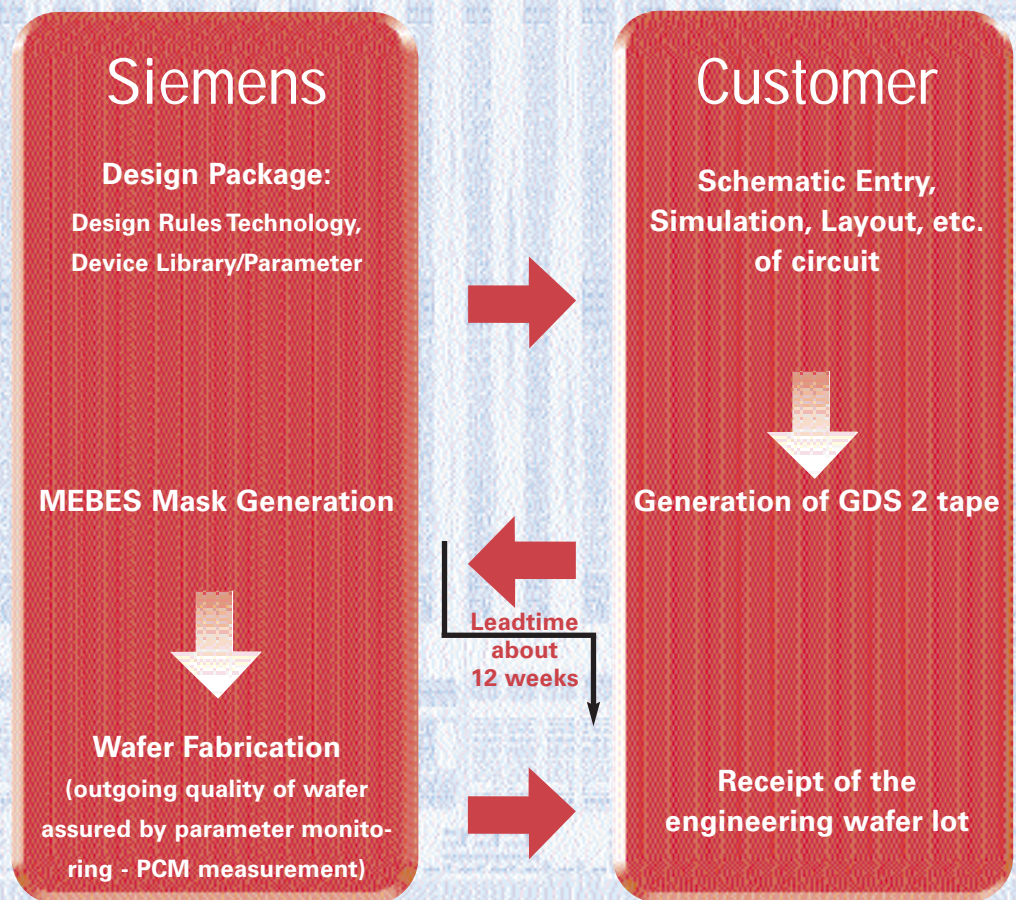 Siemens
Design Package:
Design Rules Technology,
Device Library/Parameter
MEBES Mask Generation
Wafer Fabrication
(outgoing quality of wafer
assured by parameter monito-
ring - PCM measurement)
Leadtime
about
12 weeks
Customer
Schematic Entry,
Simulation, Layout, etc.
of circuit
Generation of GDS 2 tape
Receipt of the
engineering wafer lot